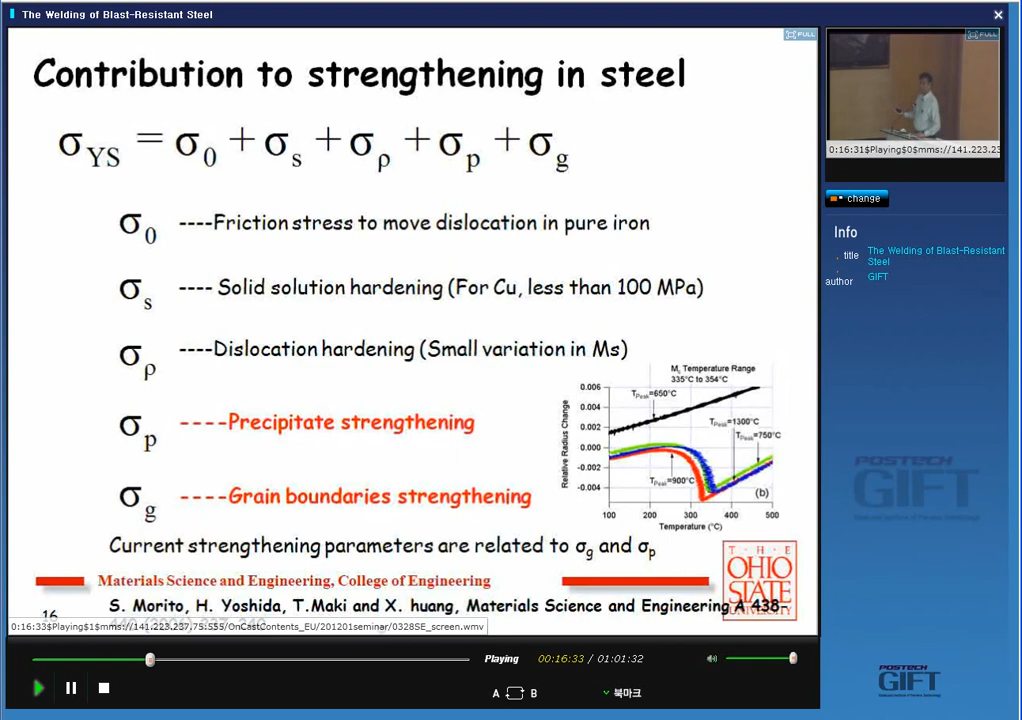 The Welding of Blast-Resistant Steel
FULL
Contribution to strengthening in steel
σYS = σ0 + σs + σρ + σp + σg
σ0 ----Friction stress to move dislocation in pure iron
σs ---- Solid solution hardening (For Cu, less than 100 MPa)
σρ ----Dislocation hardening (Small variation in Ms)
σp ----Precipitate strengthening
σg ----Grain boundaries strengthening
Ms Temperature Range
335°C to 354°C
0.006
0.004
0.002
0.000
-0.002
-0.004
Relative Radius Change
TPeak=650°C
TPeak=1300°C
TPeak=750°C
TPeak=900°C
(b)
100 200 300 400 500
Temperature (°C)
Current strengthening parameters are related to σg and σp
Materials Science and Engineering, College of Engineering
T · H · E
OHIO
STATE
UNIVERSITY
16
S. Morito, H. Yoshida, T.Maki and X. huang, Materials Science and Engineering A 438-
0:16:33$Playing$1$mms://141.223.237.75:555/OnCastContents_EU/201201seminar/0328SE_screen.wmv
FULL
0:16:31$Playing$0$mms://141.223.23
change
Info
title The Welding of Blast-Resistant
Steel
author GIFT
POSTECH
GIFT
Playing 00:16:33 / 01:01:32
A B 북마크
POSTECH
GIFT